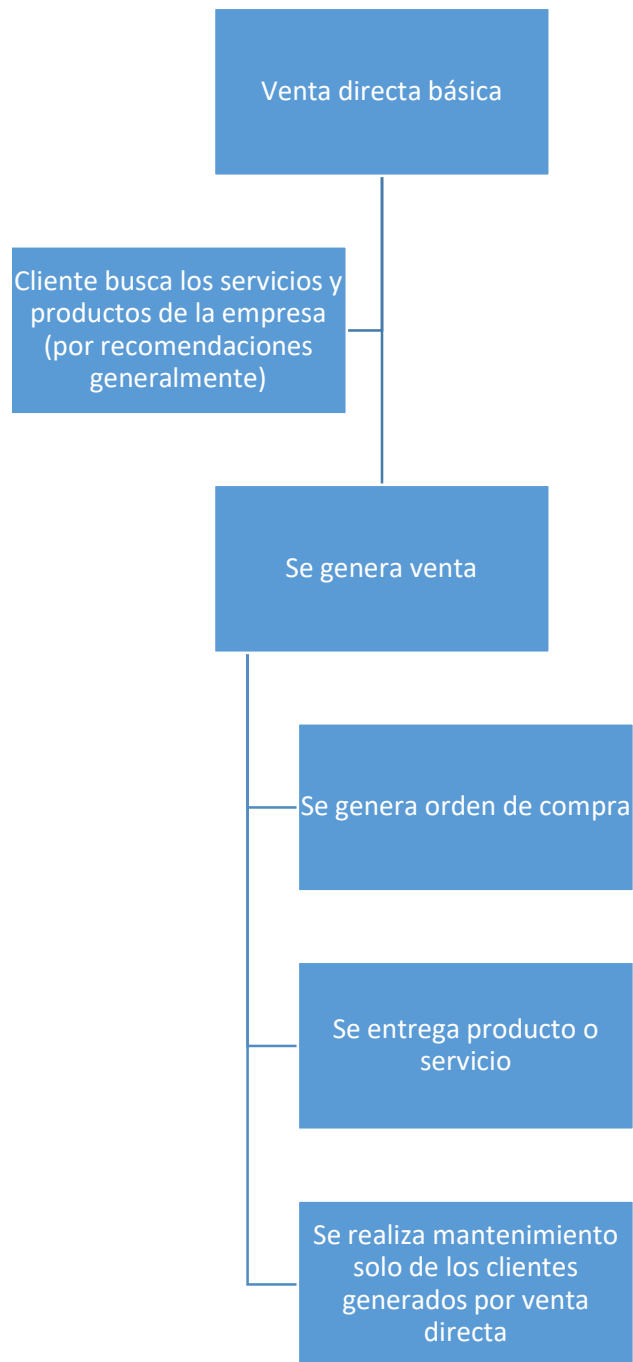 Venta directa básica
Cliente busca los servicios y
productos de la empresa
(por recomendaciones
generalmente)
Se genera venta
Se genera orden de compra
Se entrega producto o
servicio
Se realiza mantenimiento
solo de los clientes
generados por venta
directa